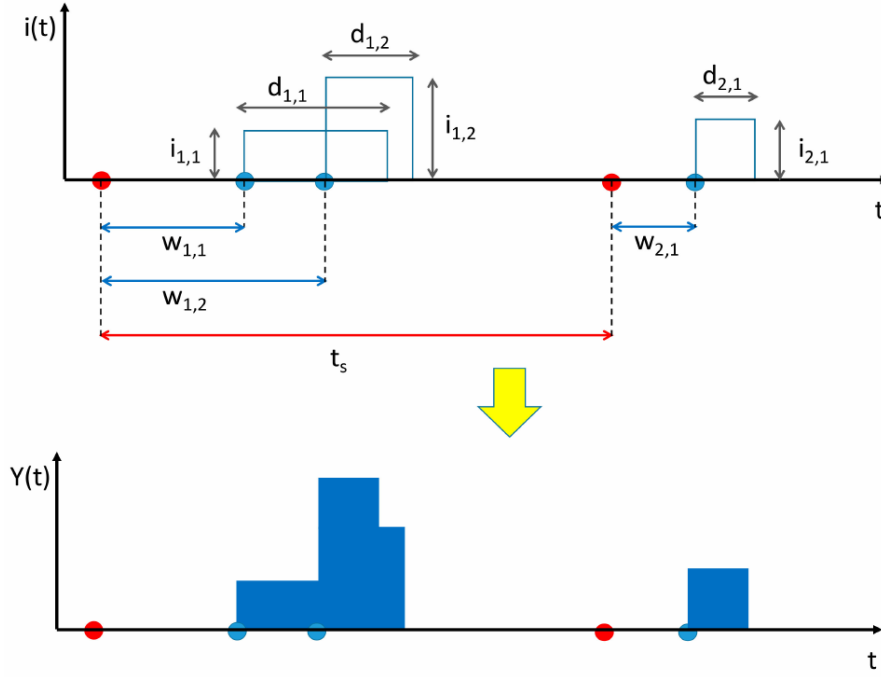 i(t)
d1,2
d1,1
d2,1
i1,1
i1,2
i2,1
t
w1,1
w2,1
w1,2
ts
Y(t)
t